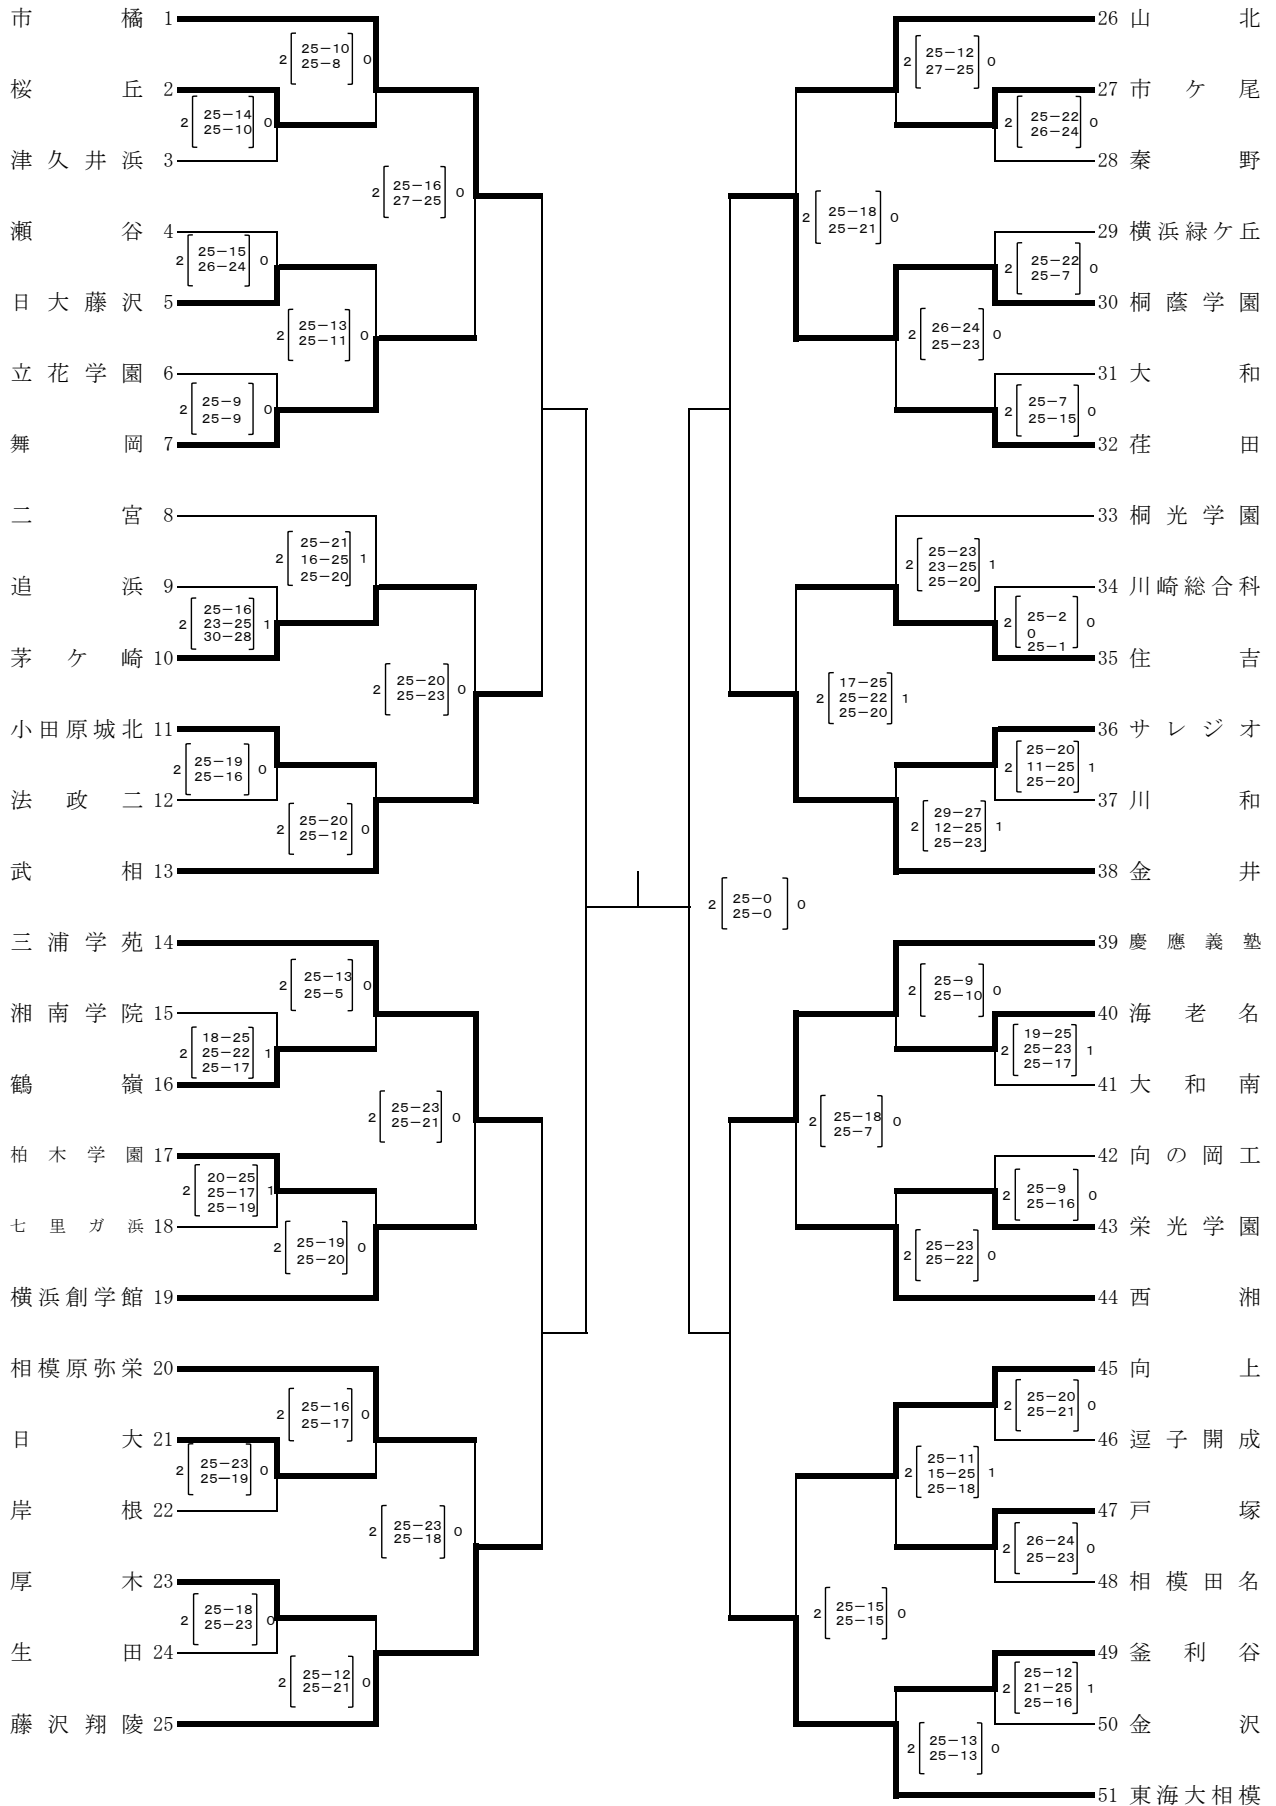 市橘 1
25−10
2 0
25−8
桜丘 2
25−14
2 0
25−10
津久井浜 3
25−16
2 0
27−25
瀬谷 4
25−15
2 0
26−24
日大藤沢 5
25−13
2 0
25−11
立花学園 6
25−9
2 0
25−9
舞岡 7
二宮 8
25−21
2 16−25 1
25−20
追浜 9
25−16
2 23−25 1
30−28
茅ケ崎 10
25−20
2 0
25−23
小田原城北 11
25−19
2 0
25−16
法政二 12
25−20
2 0
25−12
武相 13
三浦学苑 14
25−13
2 0
25−5
湘南学院 15
18−25
2 25−22 1
25−17
鶴嶺 16
25−23
2 0
25−21
柏木学園 17
20−25
2 25−17 1
25−19
七里ガ浜 18
25−19
2 0
25−20
横浜創学館 19
相模原弥栄 20
25−16
2 0
25−17
日大 21
25−23
2 0
25−19
岸根 22
25−23
2 0
25−18
厚木 23
25−18
2 0
25−23
生田 24
25−12
2 0
25−21
藤沢翔陵 25
25−0
2 0
25−0
26 山北
25−12
2 0
27−25
27 市ケ尾
25−22
2 0
26−24
28 秦野
25−18
2 0
25−21
29 横浜緑ケ丘
25−22
2 0
25−7
30 桐蔭学園
26−24
2 0
25−23
31 大和
25−7
2 0
25−15
32 荏田
33 桐光学園
25−23
2 23−25 1
25−20
34 川崎総合科
25−2
2 0
0
25−1
35 住吉
17−25
2 25−22 1
25−20
36 サレジオ
25−20
2 11−25 1
25−20
37 川和
29−27
2 12−25 1
25−23
38 金井
39 慶應義塾
25−9
2 0
25−10
40 海老名
19−25
2 25−23 1
25−17
41 大和南
25−18
2 0
25−7
42 向の岡工
25−9
2 0
25−16
43 栄光学園
25−23
2 0
25−22
44 西湘
45 向上
25−20
2 0
25−21
46 逗子開成
25−11
2 15−25 1
25−18
47 戸塚
26−24
2 0
25−23
48 相模田名
25−15
2 0
25−15
49 釜利谷
25−12
2 21−25 1
25−16
50 金沢
25−13
2 0
25−13
51 東海大相模